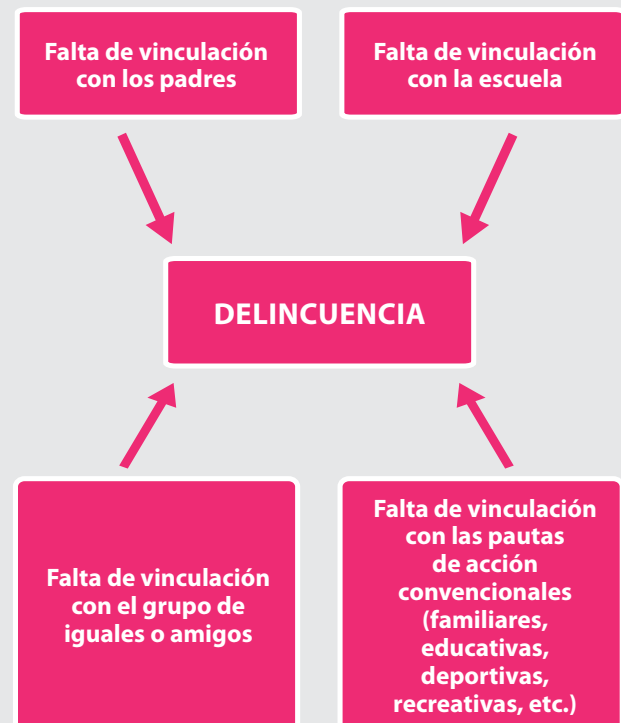 Falta de vinculación
con los padres
Falta de vinculación
con la escuela
DELINCUENCIA
Falta de vinculación
con el grupo de
iguales o amigos
Falta de vinculación
con las pautas
de acción
convencionales
(familiares,
educativas,
deportivas,
recreativas, etc.)